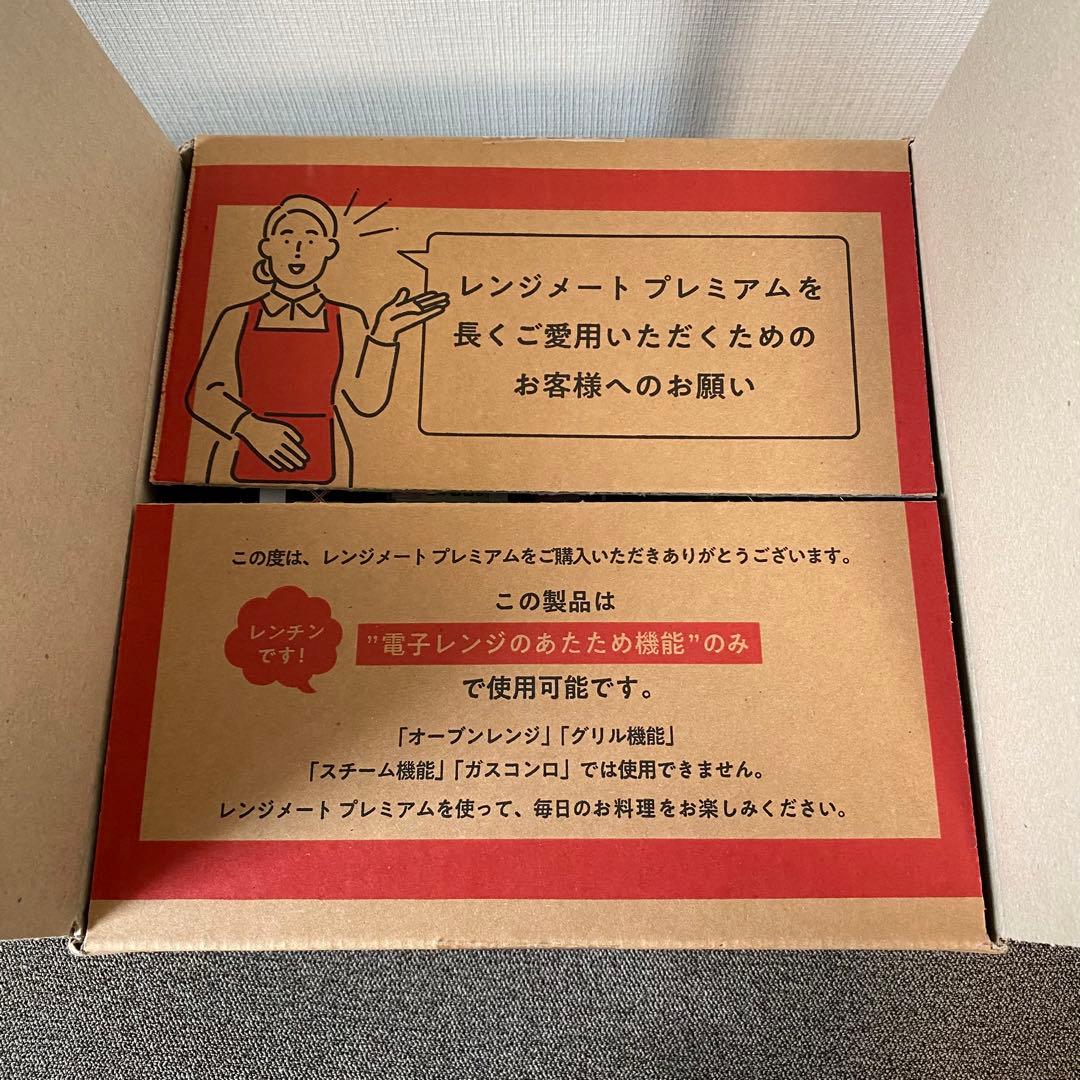 レンジメート プレミアムを
長くご愛用いただくための
お客様へのお願い
この度は、レンジメート プレミアムをご購入いただきありがとうございます。
レンチン
です!
この製品は
”電子レンジのあたため機能”のみ
で使用可能です。
「オーブンレンジ」「グリル機能」
「スチーム機能」「ガスコンロ」では使用できません。
レンジメート プレミアムを使って、毎日のお料理をお楽しみください。